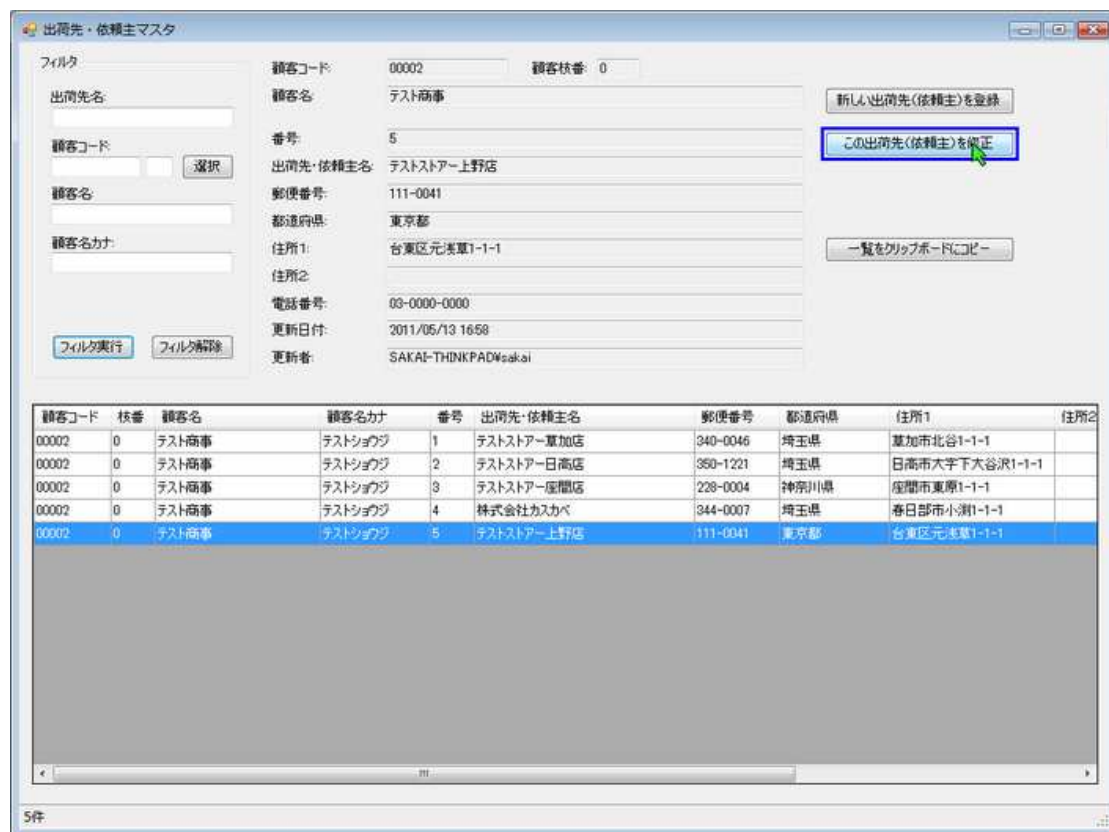 出荷先・依頼主マスタ
フィルタ
出荷先名:
顧客コード:
選択
顧客名:
顧客名カナ:
フィルタ実行 フィルタ解除
顧客コード: 00002 顧客枝番: 0
顧客名: テスト商事
番号: 5
出荷先・依頼主名: テストストアー上野店
郵便番号: 111-0041
都道府県: 東京都
住所1: 台東区元浅草1-1-1
住所2:
電話番号: 03-0000-0000
更新日付: 2011/05/13 16:58
更新者: SAKAI-THINKPAD¥sakai
新しい出荷先(依頼主)を登録
この出荷先(依頼主)を修正
一覧をクリップボードにコピー
顧客コード 枝番 顧客名 顧客名カナ 番号 出荷先・依頼主名 郵便番号 都道府県 住所1 住所2
00002 0 テスト商事 テストショウジ 1 テストストアー草加店 340-0046 埼玉県 草加市北谷1-1-1
00002 0 テスト商事 テストショウジ 2 テストストアー日高店 350-1221 埼玉県 日高市大字下大谷沢1-1-1
00002 0 テスト商事 テストショウジ 3 テストストアー座間店 228-0004 神奈川県 座間市東原1-1-1
00002 0 テスト商事 テストショウジ 4 株式会社カスカベ 344-0007 埼玉県 春日部市小渕1-1-1
00002 0 テスト商事 テストショウジ 5 テストストアー上野店 111-0041 東京都 台東区元浅草1-1-1
5件